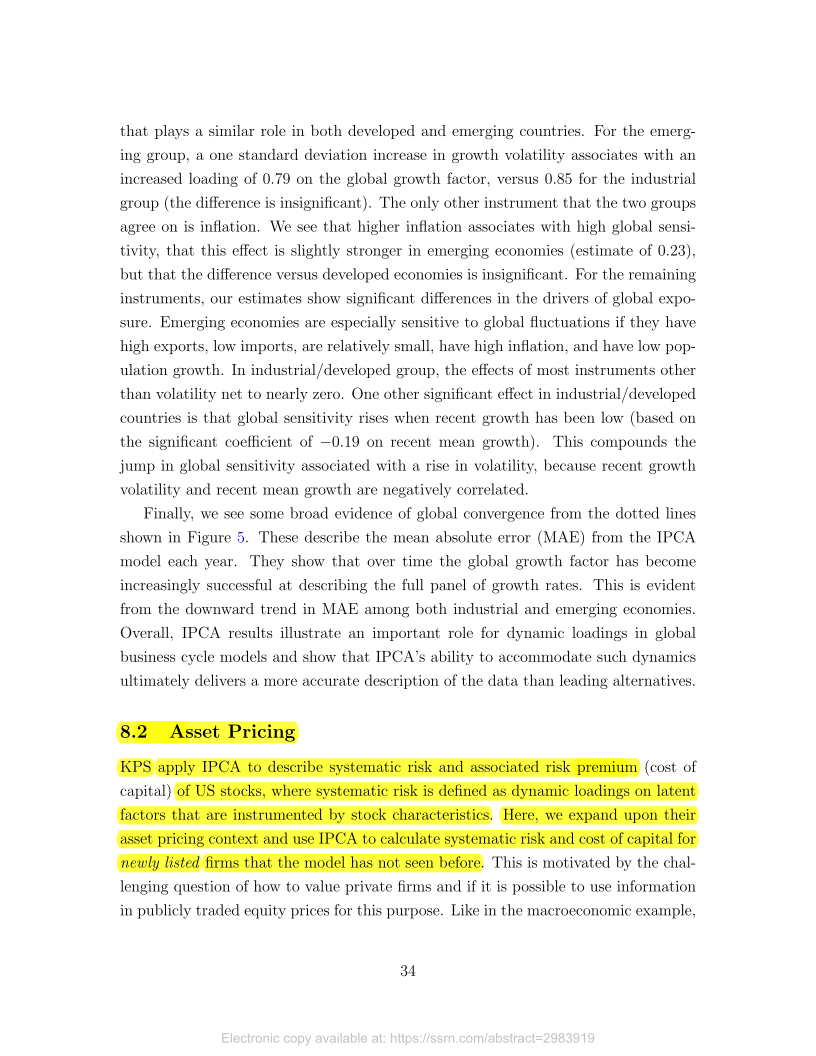 that plays a similar role in both developed and emerging countries. For the emerg-
ing group, a one standard deviation increase in growth volatility associates with an
increased loading of 0.79 on the global growth factor, versus 0.85 for the industrial
group (the difference is insignificant). The only other instrument that the two groups
agree on is inflation. We see that higher inflation associates with high global sensi-
tivity, that this effect is slightly stronger in emerging economies (estimate of 0.23),
but that the difference versus developed economies is insignificant. For the remaining
instruments, our estimates show significant differences in the drivers of global expo-
sure. Emerging economies are especially sensitive to global fluctuations if they have
high exports, low imports, are relatively small, have high inflation, and have low pop-
ulation growth. In industrial/developed group, the effects of most instruments other
than volatility net to nearly zero. One other significant effect in industrial/developed
countries is that global sensitivity rises when recent growth has been low (based on
the significant coefficient of −0.19 on recent mean growth). This compounds the
jump in global sensitivity associated with a rise in volatility, because recent growth
volatility and recent mean growth are negatively correlated.
Finally, we see some broad evidence of global convergence from the dotted lines
shown in Figure 5. These describe the mean absolute error (MAE) from the IPCA
model each year. They show that over time the global growth factor has become
increasingly successful at describing the full panel of growth rates. This is evident
from the downward trend in MAE among both industrial and emerging economies.
Overall, IPCA results illustrate an important role for dynamic loadings in global
business cycle models and show that IPCA's ability to accommodate such dynamics
ultimately delivers a more accurate description of the data than leading alternatives.
8.2 Asset Pricing
KPS apply IPCA to describe systematic risk and associated risk premium (cost of
capital) of US stocks, where systematic risk is defined as dynamic loadings on latent
factors that are instrumented by stock characteristics. Here, we expand upon their
asset pricing context and use IPCA to calculate systematic risk and cost of capital for
newly listed firms that the model has not seen before. This is motivated by the chal-
lenging question of how to value private firms and if it is possible to use information
in publicly traded equity prices for this purpose. Like in the macroeconomic example,
34
Electronic copy available at: https://ssrn.com/abstract=2983919